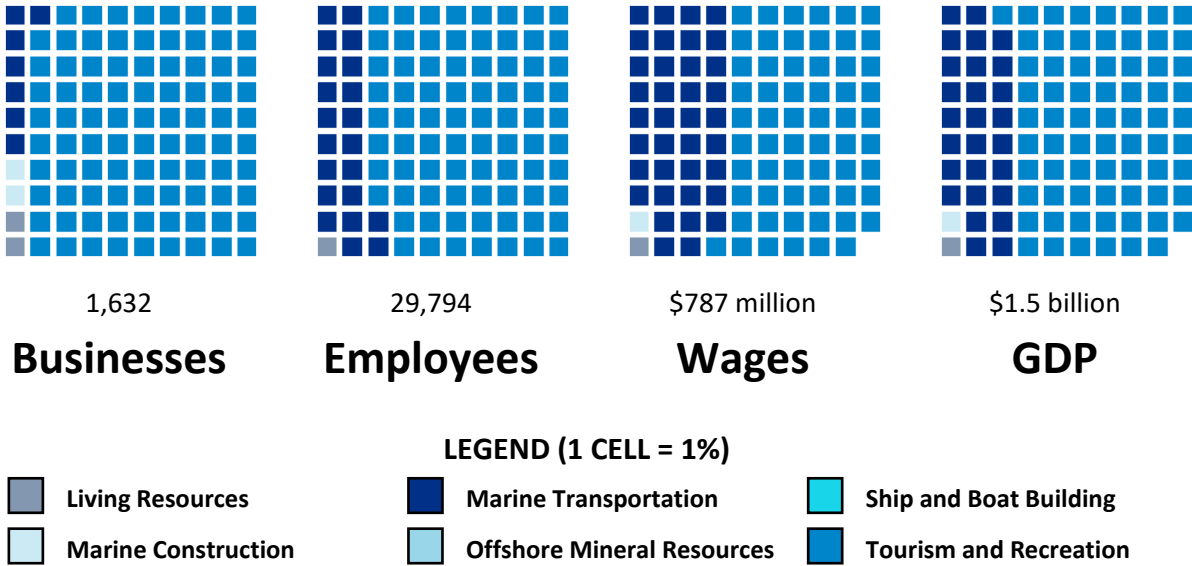 1,632 29,794 $787 million $1.5 billion
Businesses Employees Wages GDP
LEGEND (1 CELL = 1%)
Living Resources Marine Transportation Ship and Boat Building
Marine Construction Offshore Mineral Resources Tourism and Recreation